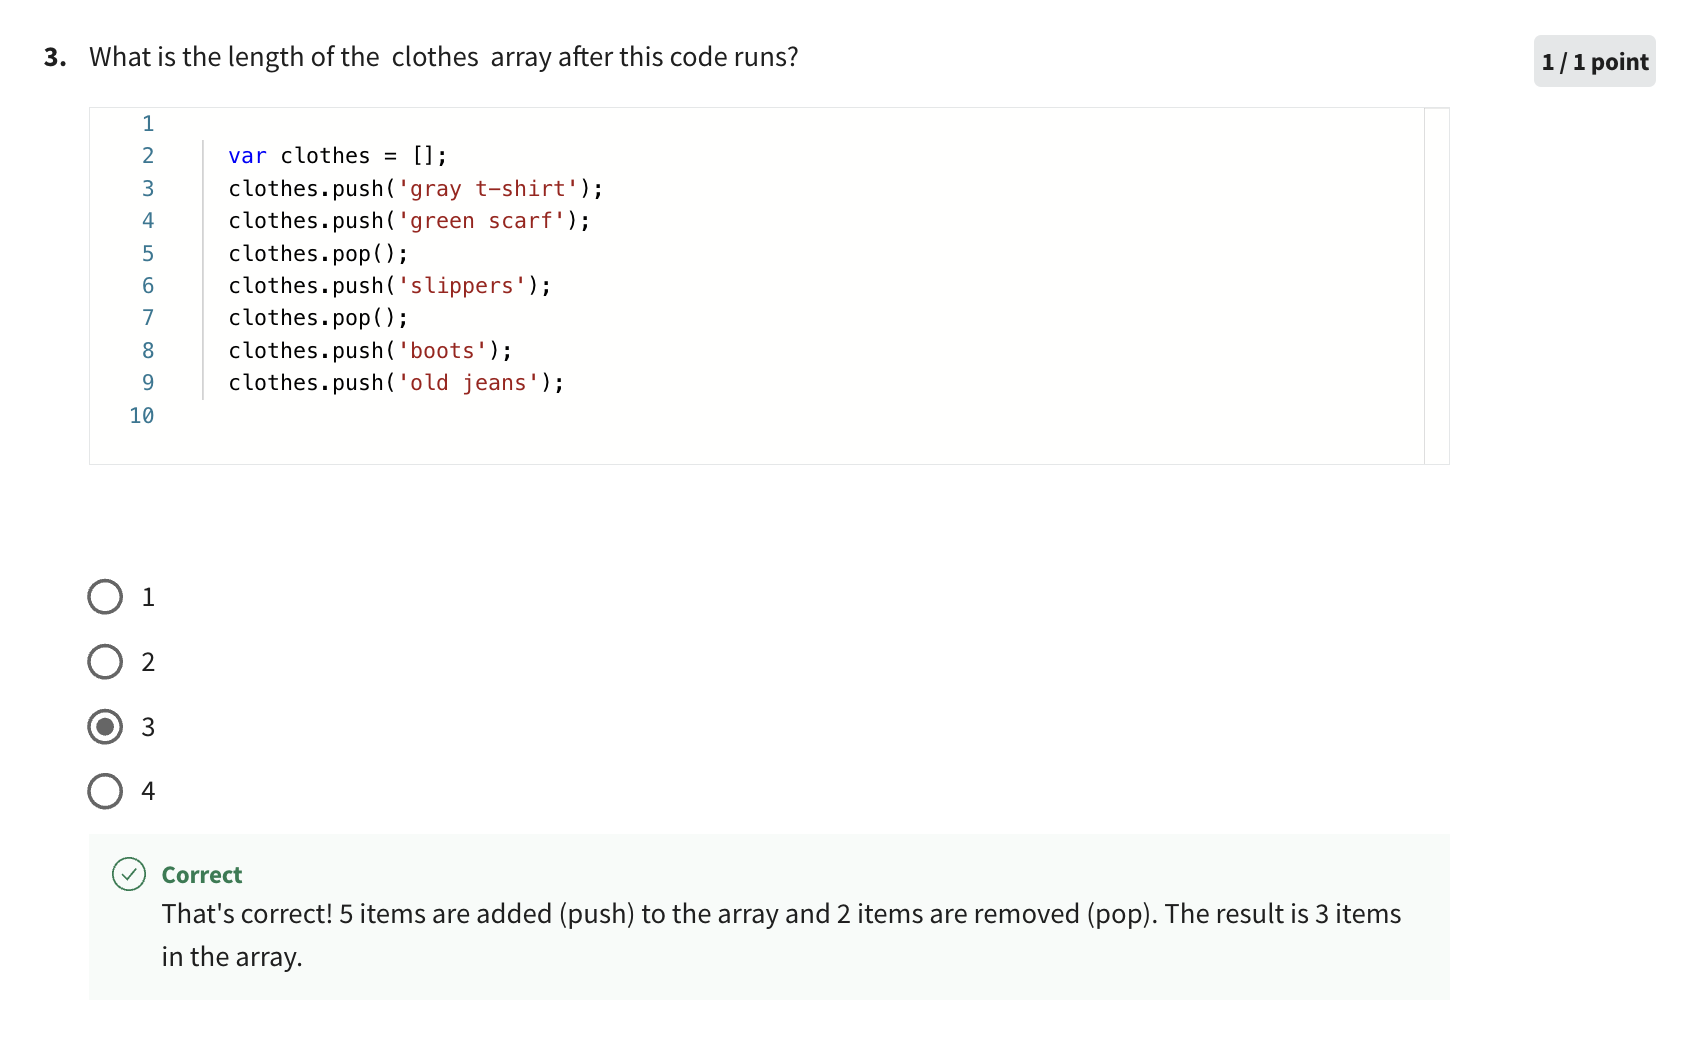 3. What is the length of the clothes array after this code runs?
1 / 1 point
1
2 var clothes = [];
3 clothes.push('gray t-shirt');
4 clothes.push('green scarf');
5 clothes.pop();
6 clothes.push('slippers');
7 clothes.pop();
8 clothes.push('boots');
9 clothes.push('old jeans');
10
1
2
3
4
Correct
That's correct! 5 items are added (push) to the array and 2 items are removed (pop). The result is 3 items
in the array.